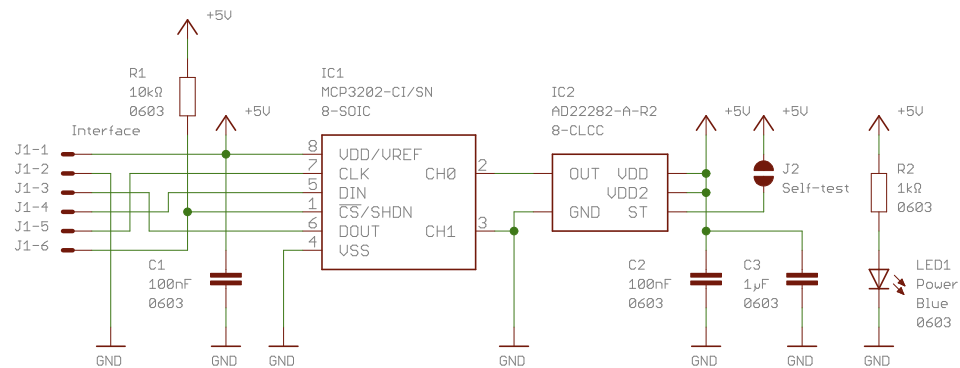 +5V
R1
10kΩ
0603
Interface
J1-1
J1-2
J1-3
J1-4
J1-5
J1-6
+5V
C1
100nF
0603
IC1
MCP3202-CI/SN
8-SOIC
8
7
5
1
6
4
VDD/VREF
CLK
DIN
CS/SHDN
DOUT
VSS
CH0
CH1
2
3
IC2
AD22282-A-R2
8-CLCC
OUT VDD
VDD2
GND ST
+5V
+5V
J2
Self-test
C2
100nF
0603
C3
1µF
0603
+5V
R2
1kΩ
0603
LED1
Power
Blue
0603
GND
GND
GND
GND
GND
GND
GND